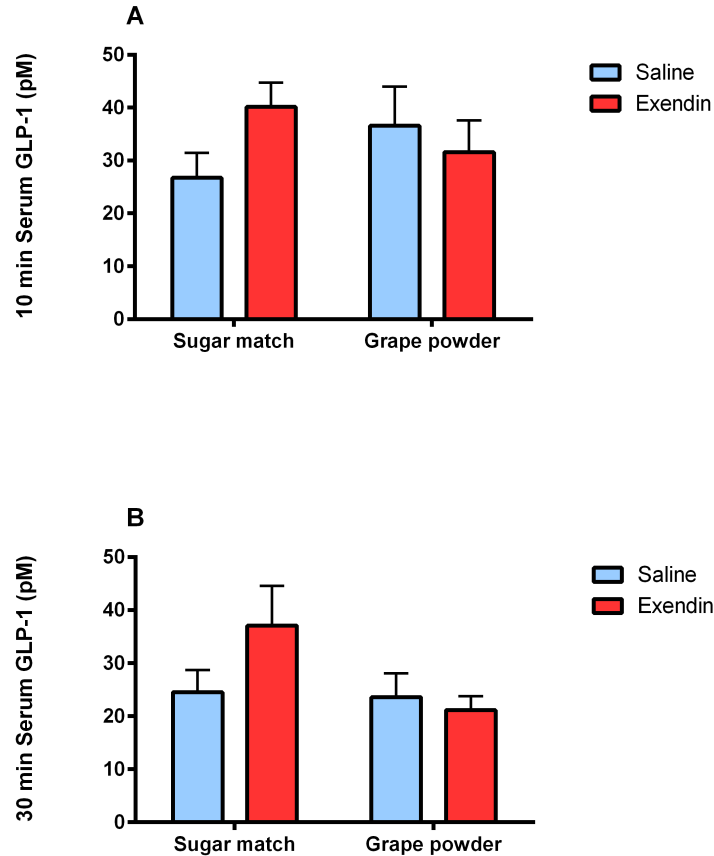 A
10 min Serum GLP-1 (pM)
50
40
30
20
10
0
Sugar match
Grape powder
Saline
Exendin
B
30 min Serum GLP-1 (pM)
50
40
30
20
10
0
Sugar match
Grape powder
Saline
Exendin